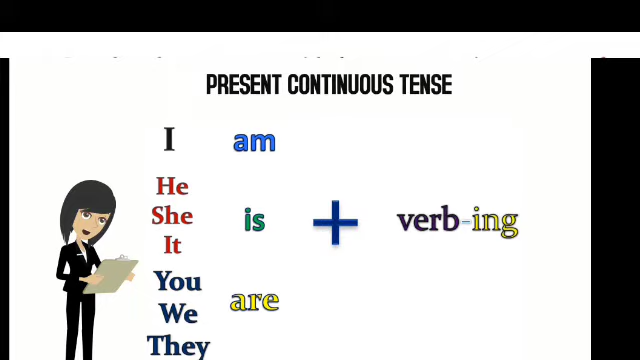 PRESENT CONTINUOUS TENSE
I am
He
She is + verb-ing
It
You
We are
They